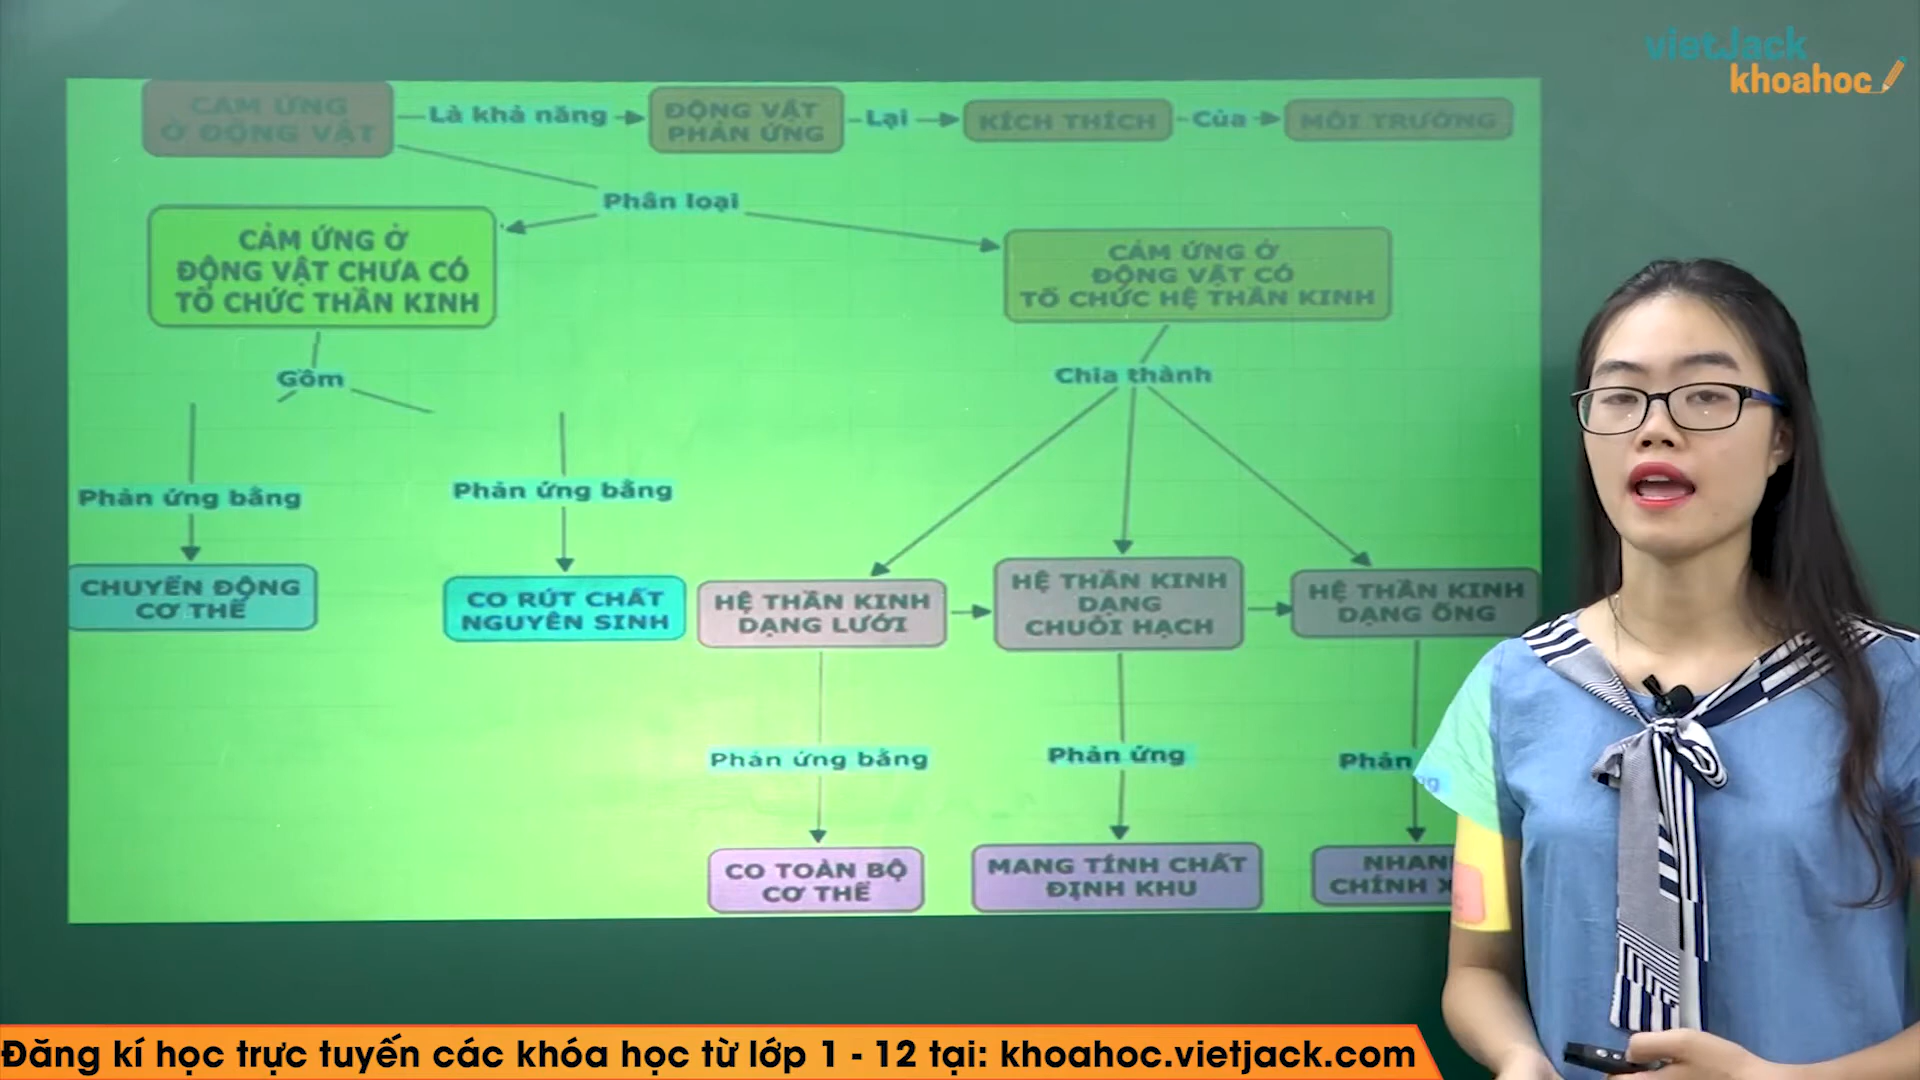 vietJack
khoahoc
CẢM ỨNG
Ở ĐỘNG VẬT
Là khả năng
ĐỘNG VẬT
PHẢN ỨNG
Lại
KÍCH THÍCH
Của
MÔI TRƯỜNG
Phân loại
CẢM ỨNG Ở
ĐỘNG VẬT CHƯA CÓ
TỔ CHỨC THẦN KINH
CẢM ỨNG Ở
ĐỘNG VẬT CÓ
TỔ CHỨC HỆ THẦN KINH
Gồm
Chia thành
Phản ứng bằng
Phản ứng bằng
CHUYỂN ĐỘNG
CƠ THỂ
CO RÚT CHẤT
NGUYÊN SINH
HỆ THẦN KINH
DẠNG LƯỚI
HỆ THẦN KINH
DẠNG
CHUỖI HẠCH
HỆ THẦN KINH
DẠNG ỐNG
Phản ứng bằng
Phản ứng
Phản
CO TOÀN BỘ
CƠ THỂ
MANG TÍNH CHẤT
ĐỊNH KHU
NHAN
CHÍNH X
Đăng kí học trực tuyến các khóa học từ lớp 1 - 12 tại: khoahoc.vietjack.com